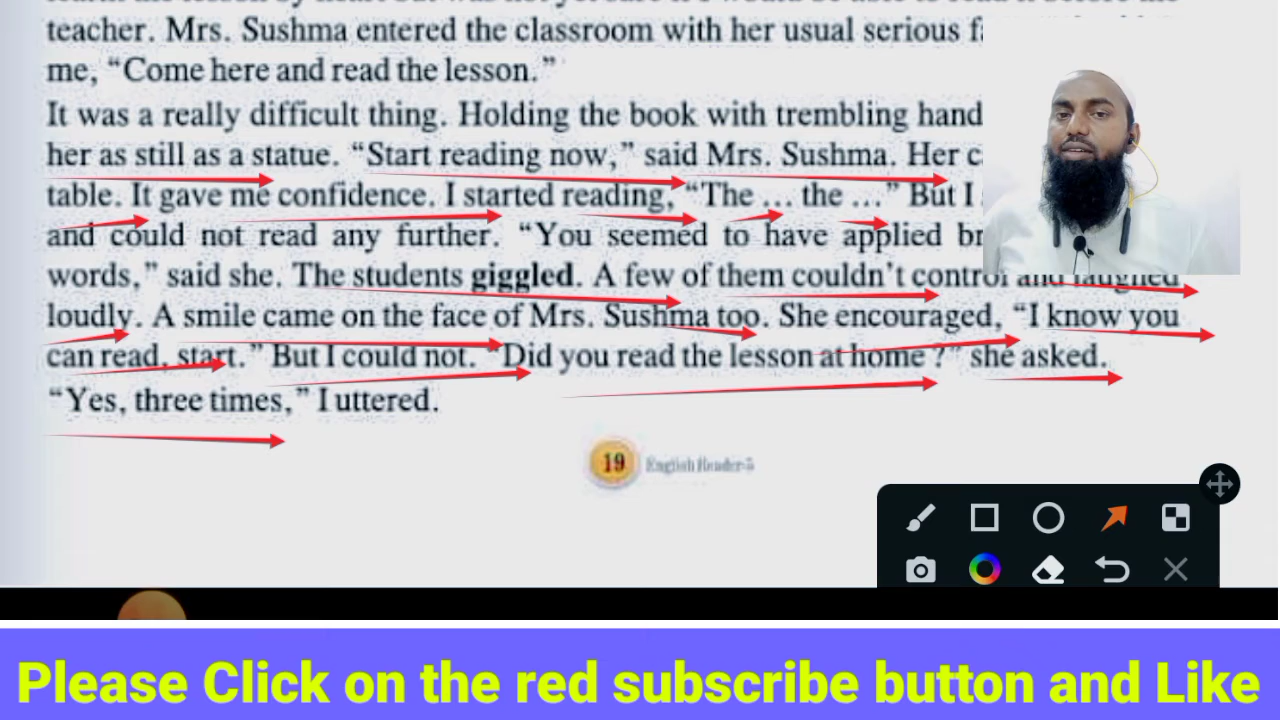 teacher. Mrs. Sushma entered the classroom with her usual serious
me, “Come here and read the lesson.”
It was a really difficult thing. Holding the book with trembling hand
her as still as a statue. “Start reading now,” said Mrs. Sushma. Her
table. It gave me confidence. I started reading, “The ... the ...” But I
and could not read any further. “You seemed to have applied
words,” said she. The students giggled. A few of them couldn’t control and laughed
loudly. A smile came on the face of Mrs. Sushma too. She encouraged, “I know you
can read, start.” But I could not. “Did you read the lesson at home ?” she asked.
“Yes, three times,” I uttered.
19 English Reader-5
Please Click on the red subscribe button and Like